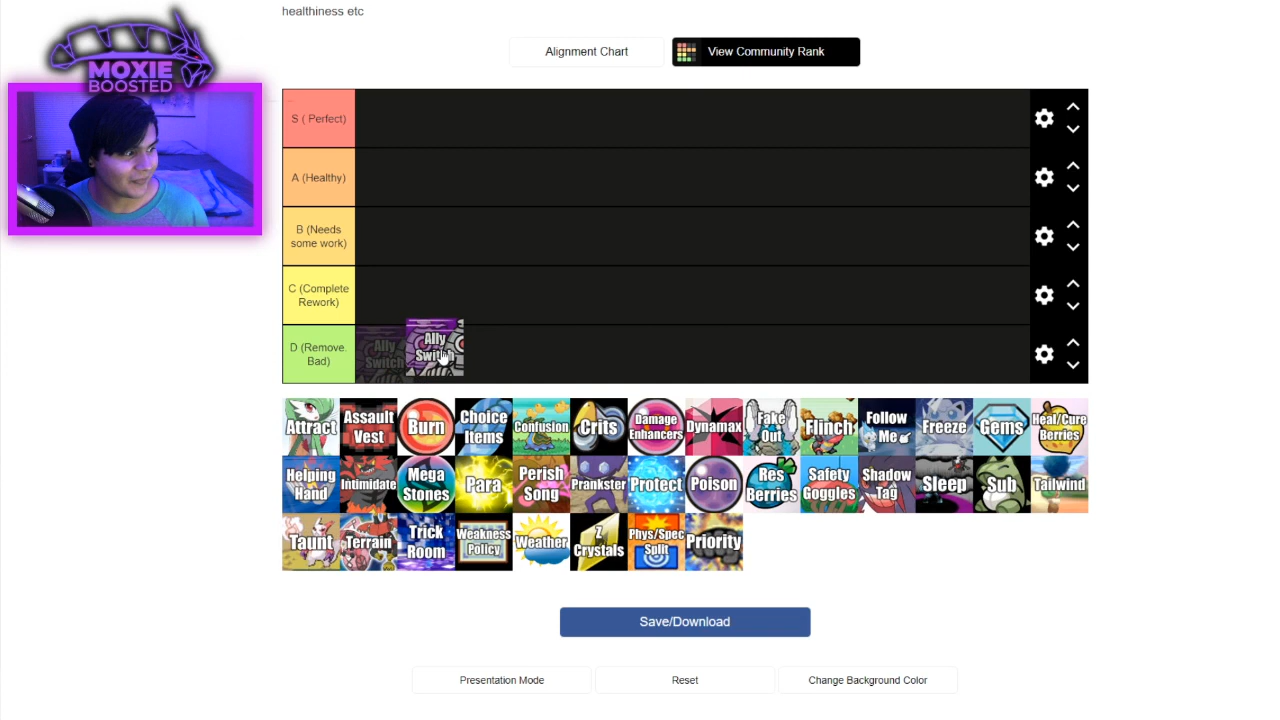 healthiness etc
MOXIE
BOOSTED
Alignment Chart
View Community Rank
S ( Perfect)
A (Healthy)
B (Needs
some work)
C (Complete
Rework)
D (Remove.
Bad)
Ally
Switch
Ally
Switch
Attract
Assault
Vest
Burn
Choice
Items
Confusion
Crits
Damage
Enhancers
Dynamax
Fake
Out
Flinch
Follow
Me
Freeze
Gems
Heal/Cure
Berries
Helping
Hand
Intimidate
Mega
Stones
Para
Perish
Song
Prankster
Protect
Poison
Res
Berries
Safety
Goggles
Shadow
Tag
Sleep
Sub
Tailwind
Taunt
Terrain
Trick
Room
Weakness
Policy
Weather
Z
Crystals
Phys/Spec
Split
Priority
Save/Download
Presentation Mode
Reset
Change Background Color